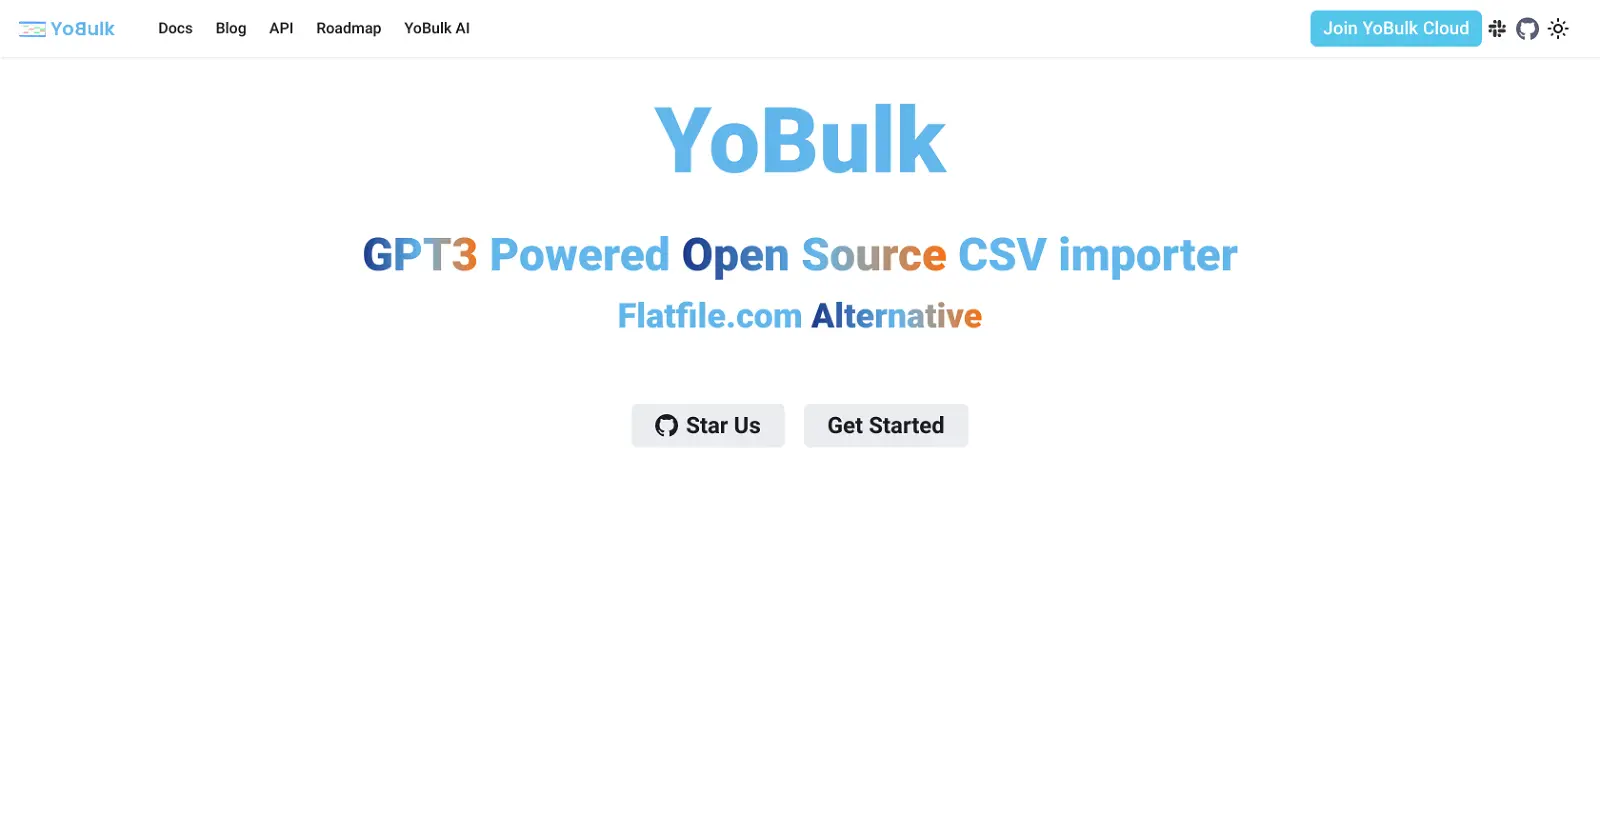 YoBulk Docs Blog API Roadmap YoBulk AI Join YoBulk Cloud
YoBulk
GPT3 Powered Open Source CSV importer
Flatfile.com Alternative
Star Us Get Started